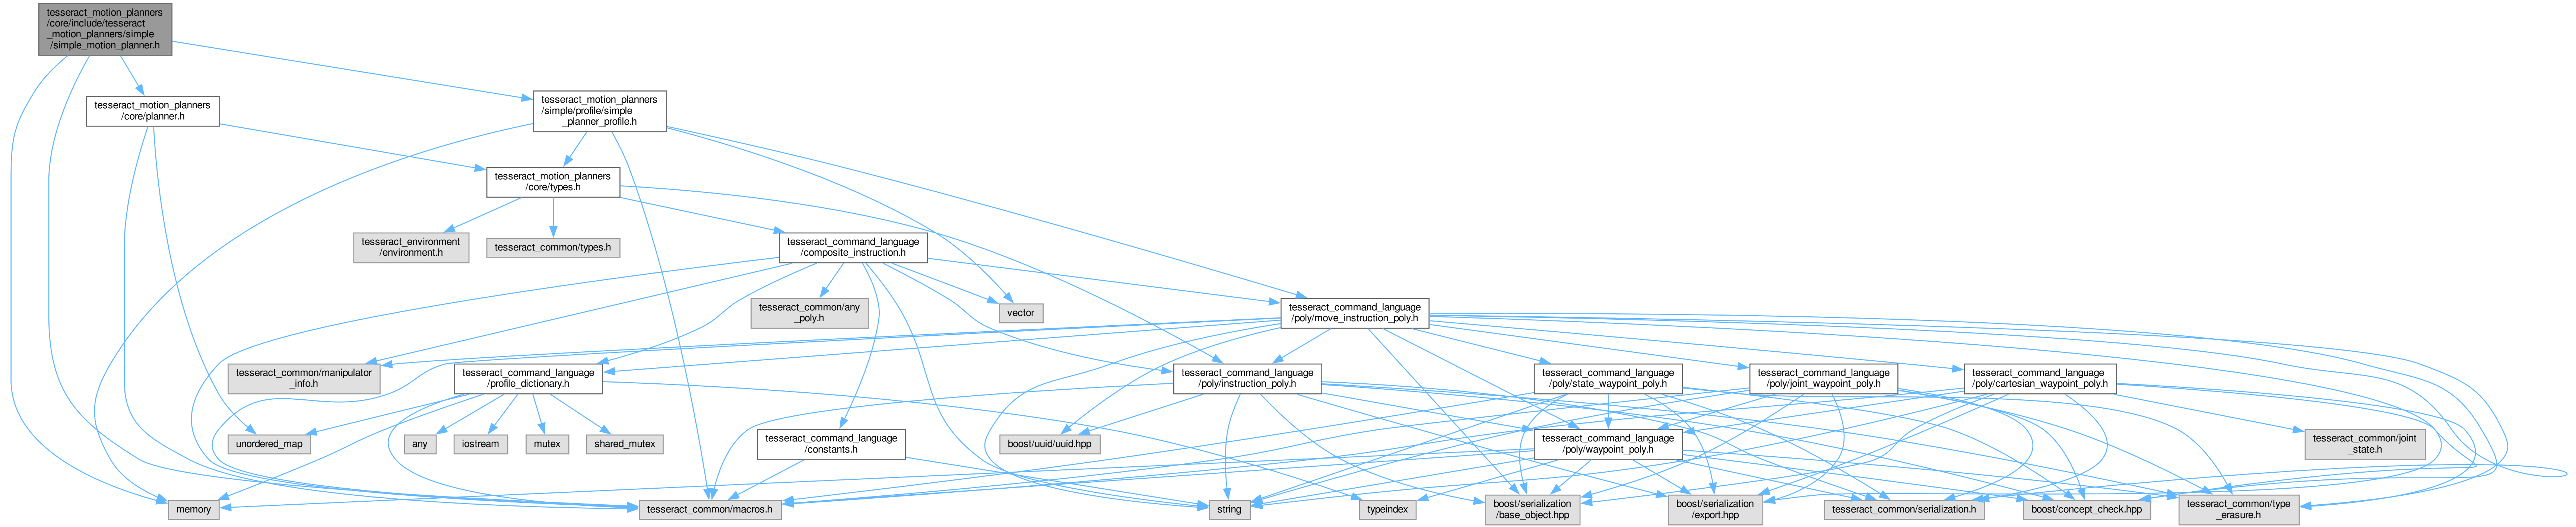 tesseract_motion_planners
/core/include/tesseract
_motion_planners/simple
/simple_motion_planner.h
tesseract_motion_planners
/core/planner.h
tesseract_motion_planners
/simple/profile/simple
_planner_profile.h
tesseract_motion_planners
/core/types.h
tesseract_environment
/environment.h
tesseract_common/types.h
tesseract_command_language
/composite_instruction.h
tesseract_common/any
_poly.h
vector
tesseract_command_language
/poly/move_instruction_poly.h
tesseract_common/manipulator
_info.h
tesseract_command_language
/profile_dictionary.h
tesseract_command_language
/poly/instruction_poly.h
tesseract_command_language
/poly/state_waypoint_poly.h
tesseract_command_language
/poly/joint_waypoint_poly.h
tesseract_command_language
/poly/cartesian_waypoint_poly.h
unordered_map
any
iostream
mutex
shared_mutex
tesseract_command_language
/constants.h
boost/uuid/uuid.hpp
tesseract_command_language
/poly/waypoint_poly.h
tesseract_common/joint
_state.h
memory
tesseract_common/macros.h
string
typeindex
boost/serialization
/base_object.hpp
boost/serialization
/export.hpp
tesseract_common/serialization.h
boost/concept_check.hpp
tesseract_common/type
_erasure.h